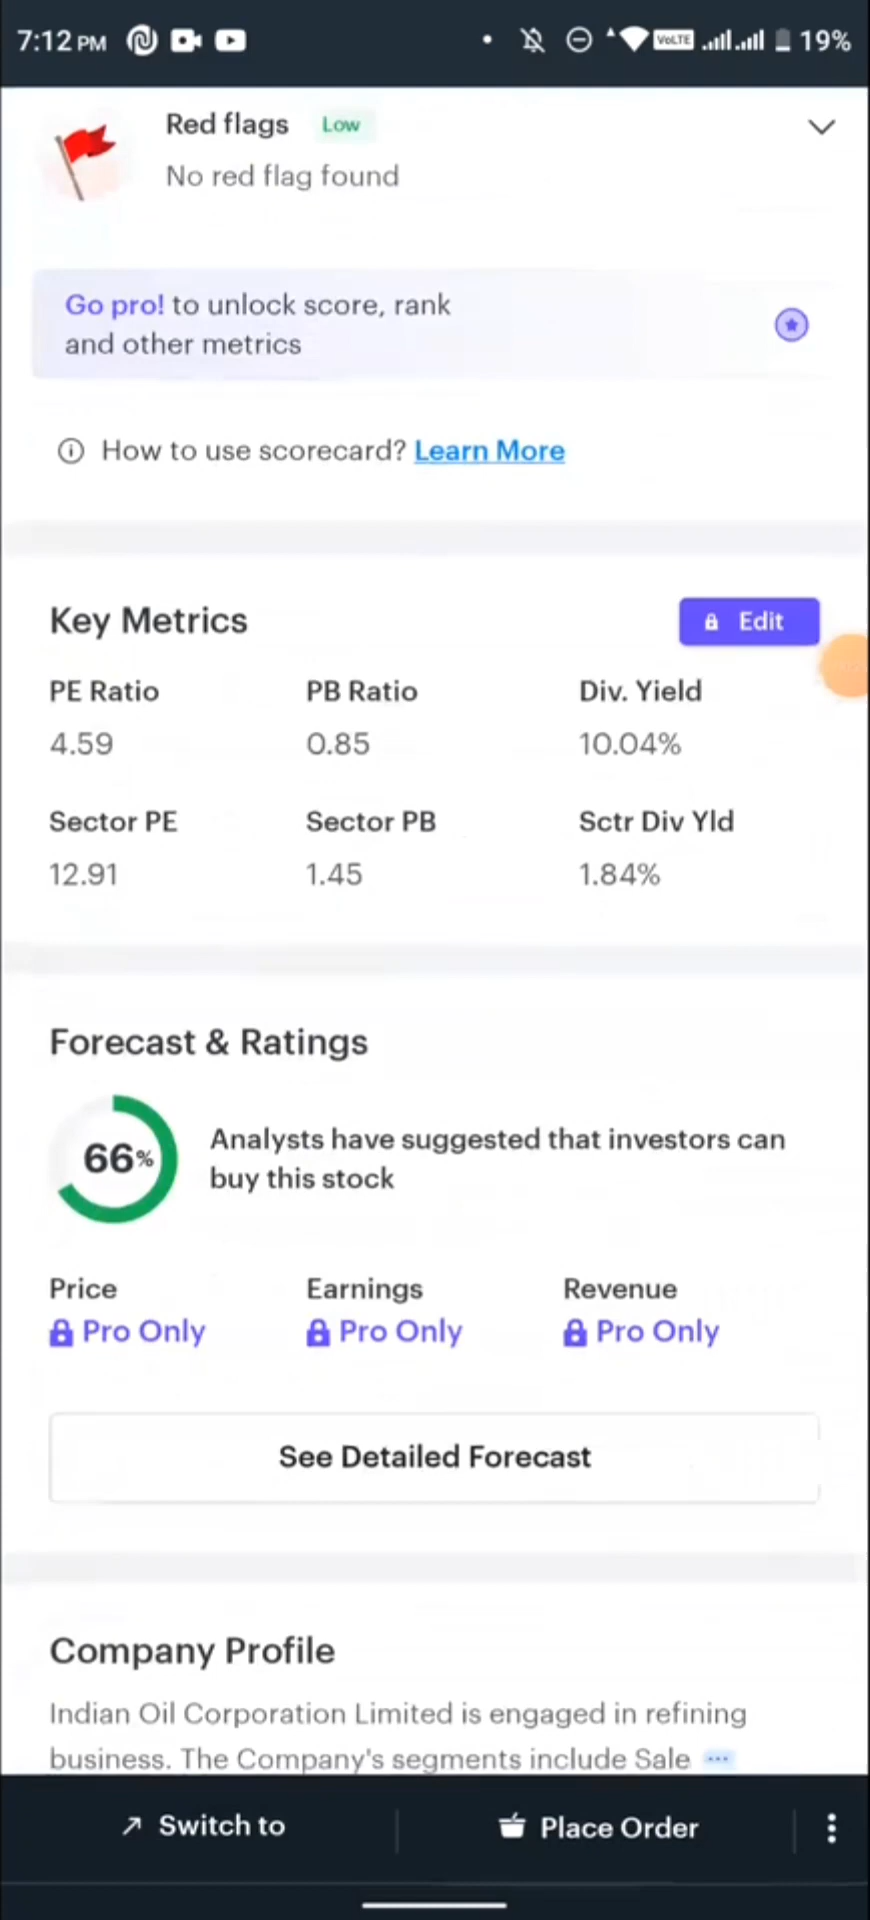 7:12 PM VoLTE 19%
Red flags Low
No red flag found
Go pro! to unlock score, rank
and other metrics
How to use scorecard? Learn More
Key Metrics Edit
PE Ratio PB Ratio Div. Yield
4.59 0.85 10.04%
Sector PE Sector PB Sctr Div Yld
12.91 1.45 1.84%
Forecast & Ratings
66%
Analysts have suggested that investors can
buy this stock
Price Earnings Revenue
Pro Only Pro Only Pro Only
See Detailed Forecast
Company Profile
Indian Oil Corporation Limited is engaged in refining
business. The Company's segments include Sale ...
Switch to Place Order